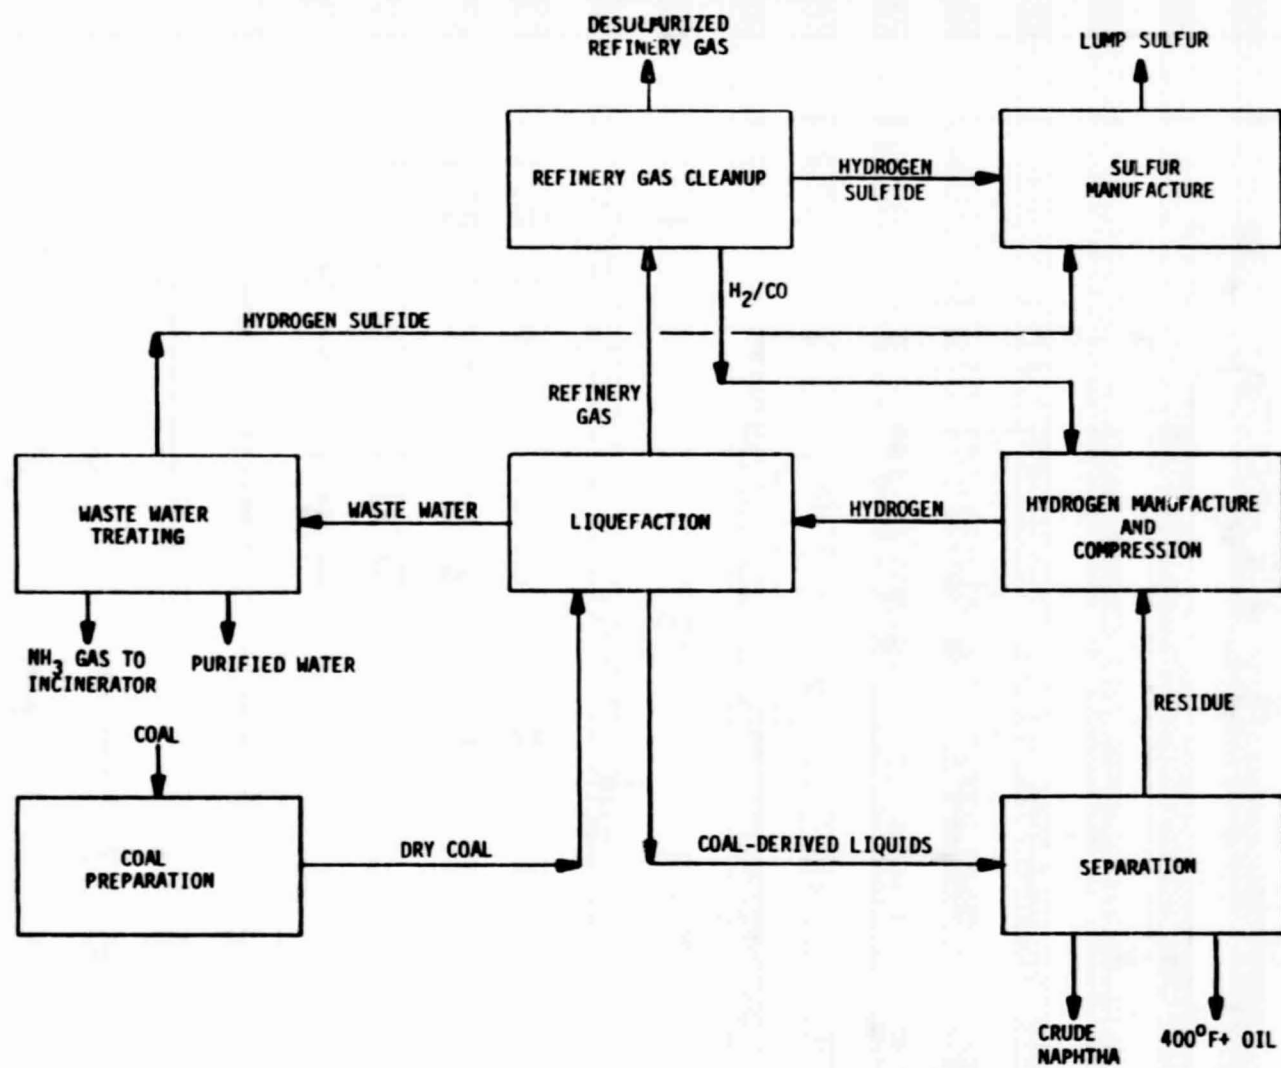 DESULPURIZED
REFINERY GAS
LUMP SULFUR
REFINERY GAS CLEANUP
HYDROGEN
SULFIDE
SULFUR
MANUFACTURE
H2/CO
HYDROGEN SULFIDE
REFINERY
GAS
WASTE WATER
TREATING
WASTE WATER
LIQUEFACTION
HYDROGEN
HYDROGEN MANUFACTURE
AND
COMPRESSION
NH3 GAS TO
INCINERATOR
PURIFIED WATER
RESIDUE
COAL
COAL
PREPARATION
DRY COAL
COAL-DERIVED LIQUIDS
SEPARATION
CRUDE
NAPHTHA
400°F+ OIL